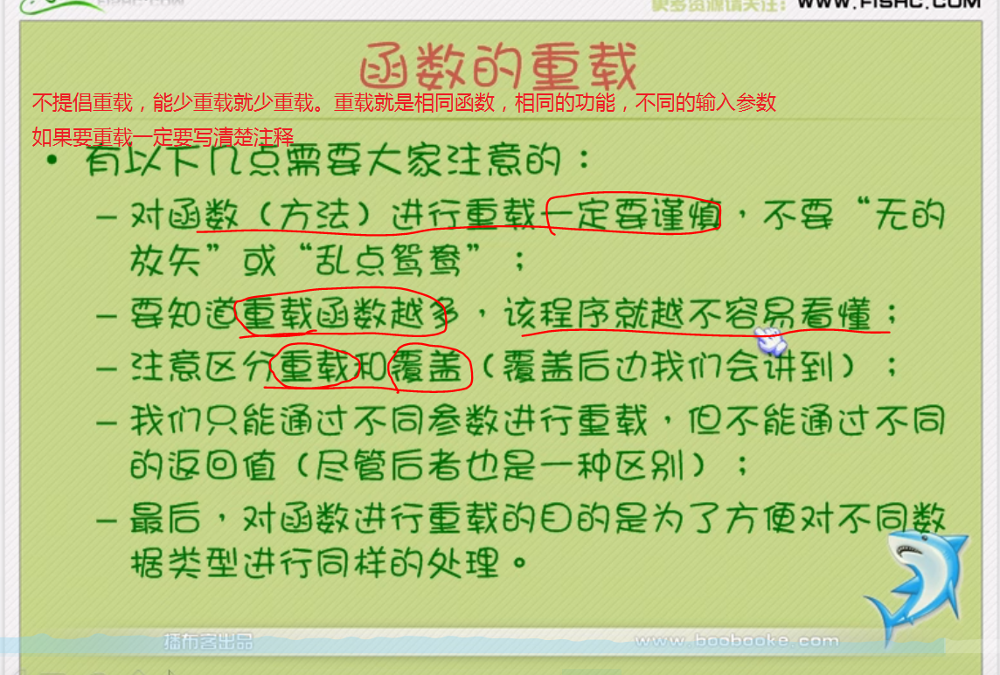 更多资源请关注：WWW.FISHC.COM
函数的重载
不提倡重载，能少重载就少重载。重载就是相同函数，相同的功能，不同的输入参数
如果要重载一定要写清楚注释
• 有以下几点需要大家注意的：
– 对函数（方法）进行重载一定要谨慎，不要“无的
放矢”或“乱点鸳鸯”；
– 要知道重载函数越多，该程序就越不容易看懂；
– 注意区分重载和覆盖（覆盖后边我们会讲到）；
– 我们只能通过不同参数进行重载，但不能通过不同
的返回值（尽管后者也是一种区别）；
– 最后，对函数进行重载的目的是为了方便对不同数
据类型进行同样的处理。
播布客出品
www.boobooke.com